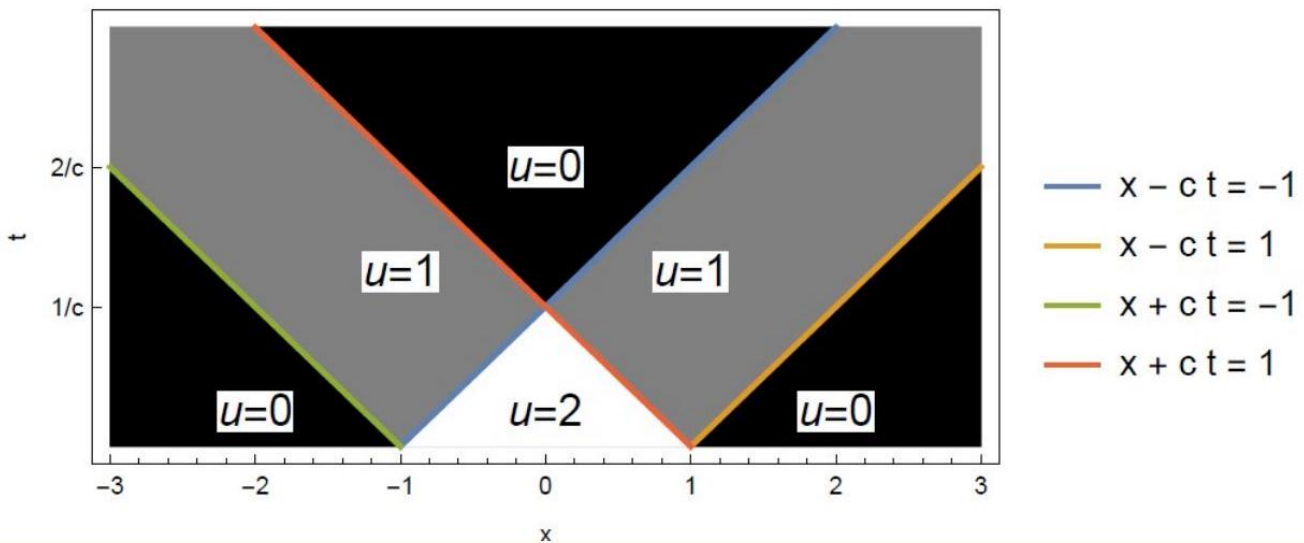 u=0
2/c
x − c t = −1
x − c t = 1
t
u=1
u=1
1/c
x + c t = −1
x + c t = 1
u=0
u=2
u=0
−3
−2
−1
0
1
2
3
x